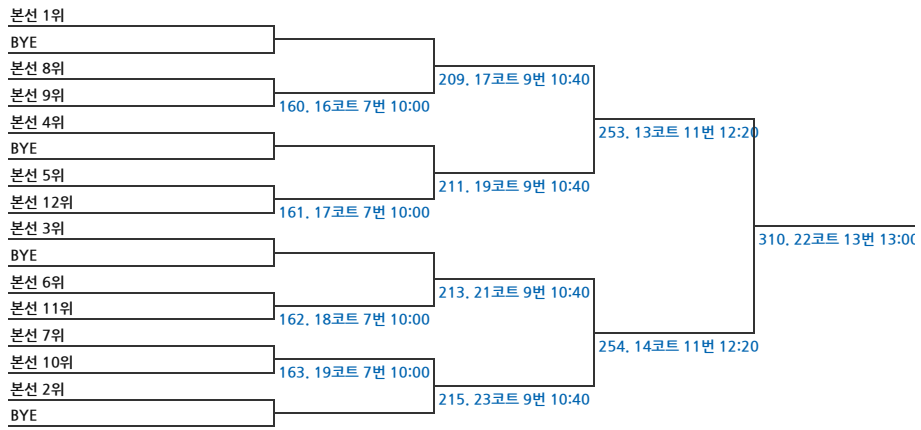 본선 1위
BYE
본선 8위
209. 17코트 9번 10:40
본선 9위
160. 16코트 7번 10:00
본선 4위
253. 13코트 11번 12:20
BYE
본선 5위
211. 19코트 9번 10:40
본선 12위
161. 17코트 7번 10:00
본선 3위
310. 22코트 13번 13:00
BYE
본선 6위
213. 21코트 9번 10:40
본선 11위
162. 18코트 7번 10:00
본선 7위
254. 14코트 11번 12:20
본선 10위
163. 19코트 7번 10:00
본선 2위
215. 23코트 9번 10:40
BYE